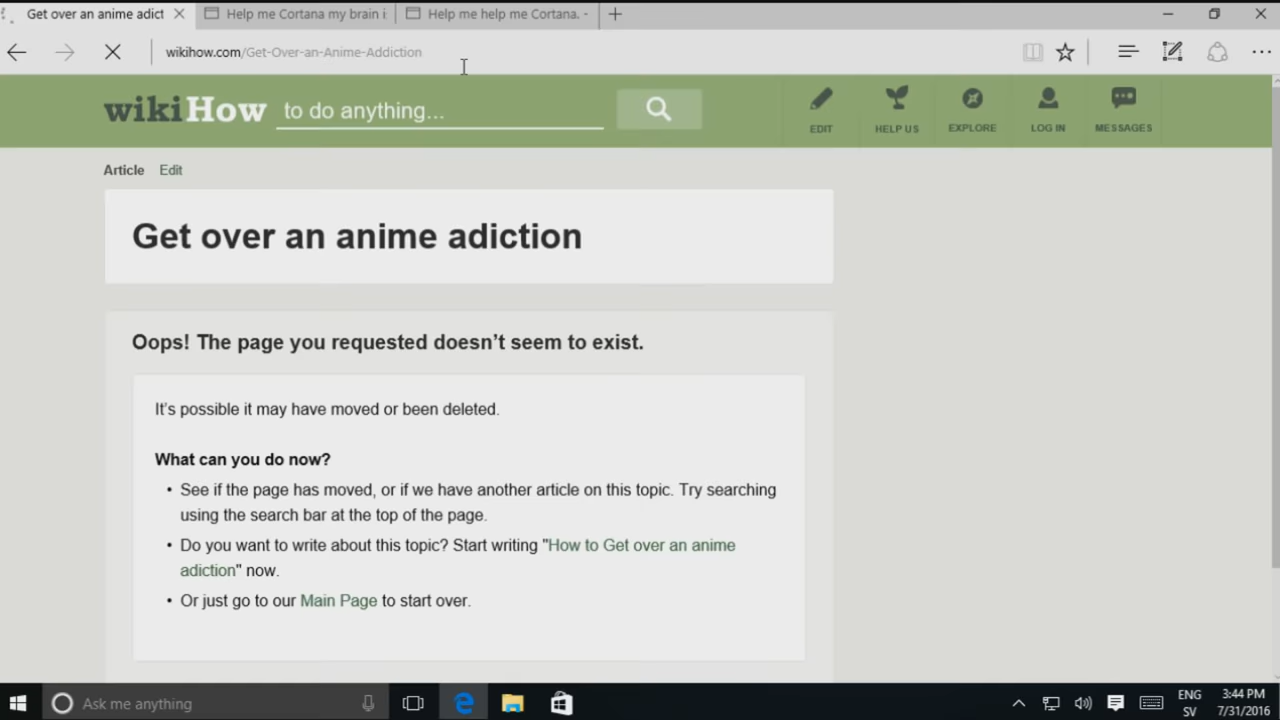 Get over an anime adict
Help me Cortana my brain i
Help me help me Cortana. -
wikihow.com/Get-Over-an-Anime-Addiction
wikiHow to do anything...
EDIT
HELP US
EXPLORE
LOG IN
MESSAGES
Article Edit
Get over an anime adiction
Oops! The page you requested doesn't seem to exist.
It's possible it may have moved or been deleted.
What can you do now?
• See if the page has moved, or if we have another article on this topic. Try searching
using the search bar at the top of the page.
• Do you want to write about this topic? Start writing "How to Get over an anime
adiction" now.
• Or just go to our Main Page to start over.
Ask me anything
ENG
SV
3:44 PM
7/31/2016